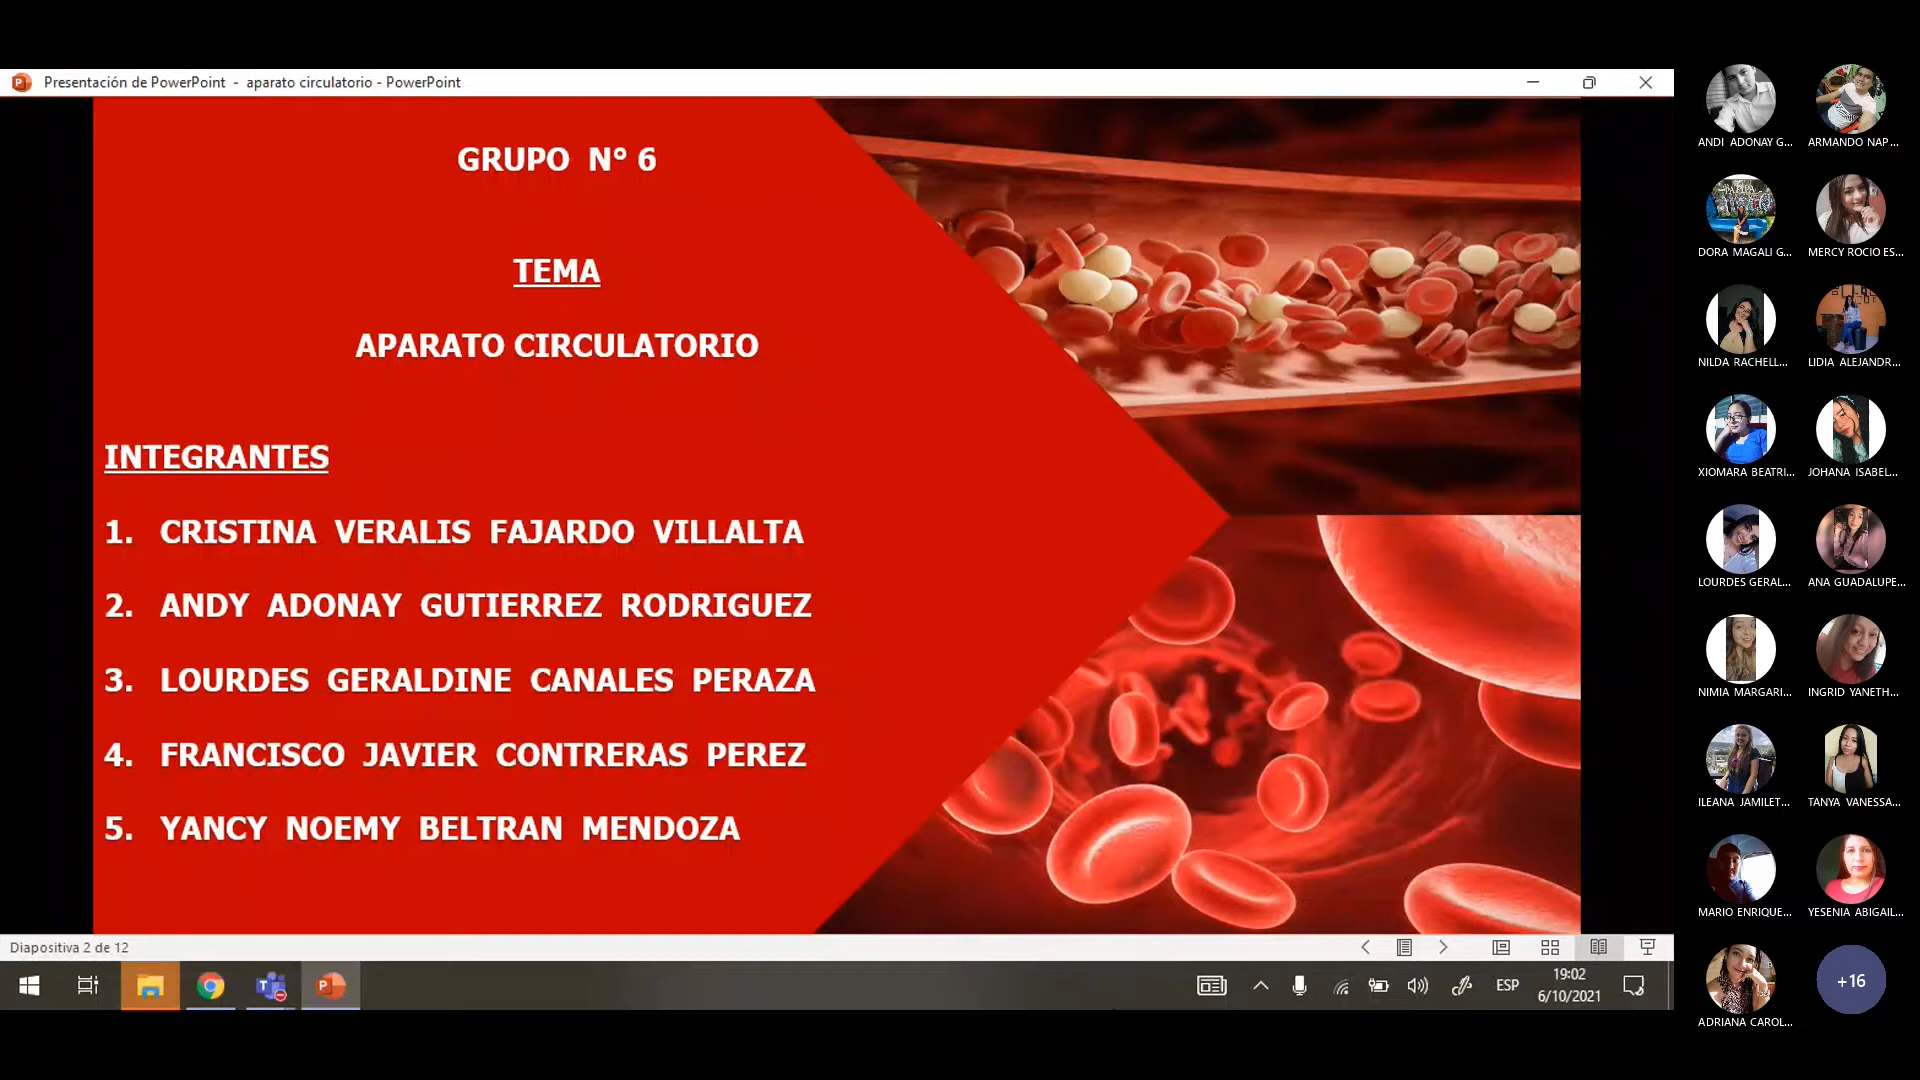 Presentación de PowerPoint - aparato circulatorio - PowerPoint
GRUPO N° 6
TEMA
APARATO CIRCULATORIO
INTEGRANTES
1. CRISTINA VERALIS FAJARDO VILLALTA
2. ANDY ADONAY GUTIERREZ RODRIGUEZ
3. LOURDES GERALDINE CANALES PERAZA
4. FRANCISCO JAVIER CONTRERAS PEREZ
5. YANCY NOEMY BELTRAN MENDOZA
Diapositiva 2 de 12
ESP
19:02
6/10/2021
ANDI ADONAY G...
ARMANDO NAP...
DORA MAGALI G...
MERCY ROCIO ES...
NILDA RACHELL...
LIDIA ALEJANDR...
XIOMARA BEATRI...
JOHANA ISABEL...
LOURDES GERAL...
ANA GUADALUPE...
NIMIA MARGARI...
INGRID YANETH...
ILEANA JAMILET...
TANYA VANESSA...
MARIO ENRIQUE...
YESENIA ABIGAIL...
ADRIANA CAROL...
+16